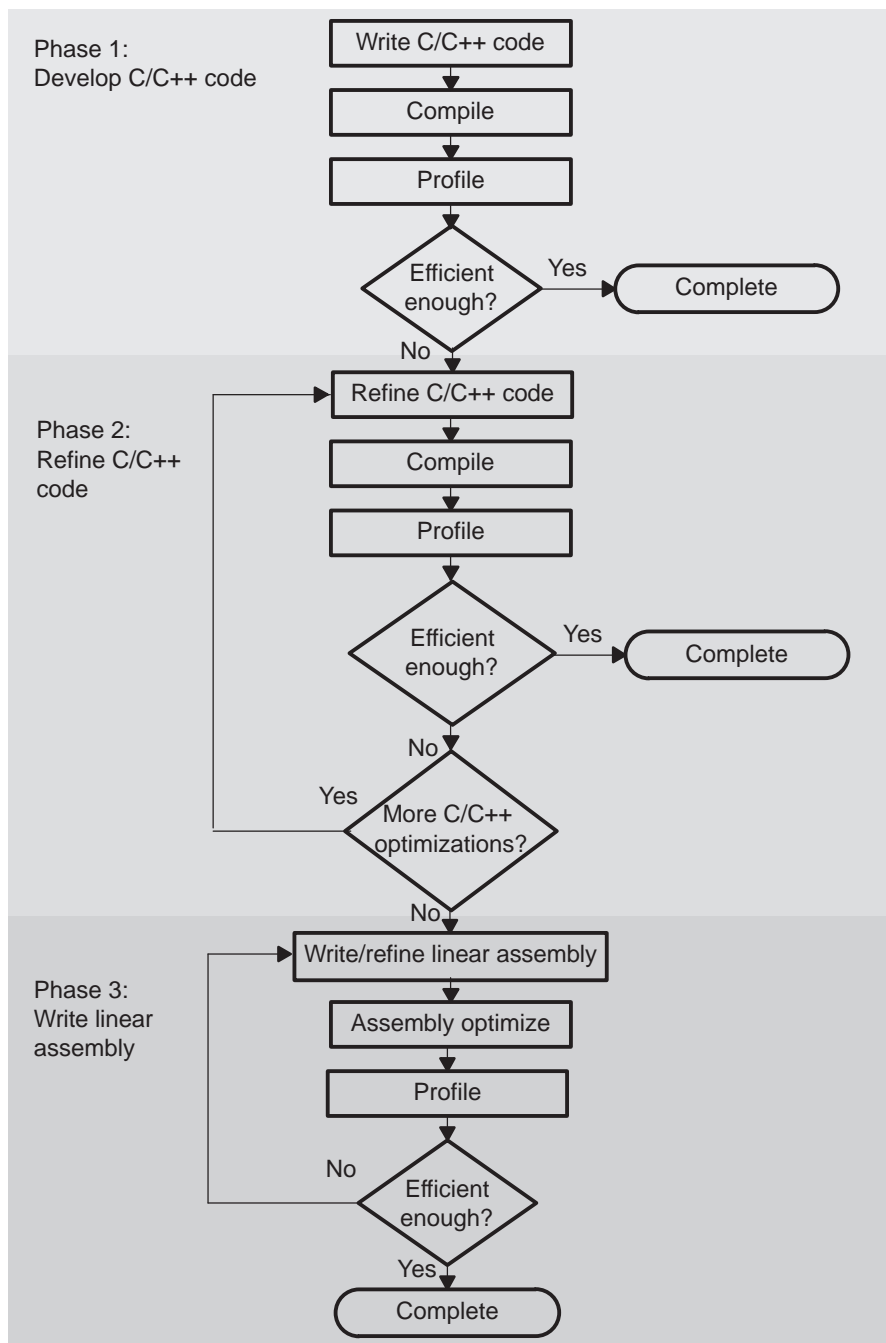 Phase 1:
Develop C/C++ code
Write C/C++ code
Compile
Profile
Efficient
enough?
Yes
Complete
No
Phase 2:
Refine C/C++
code
Refine C/C++ code
Compile
Profile
Efficient
enough?
Yes
Complete
No
Yes
More C/C++
optimizations?
No
Phase 3:
Write linear
assembly
Write/refine linear assembly
Assembly optimize
Profile
No
Efficient
enough?
Yes
Complete